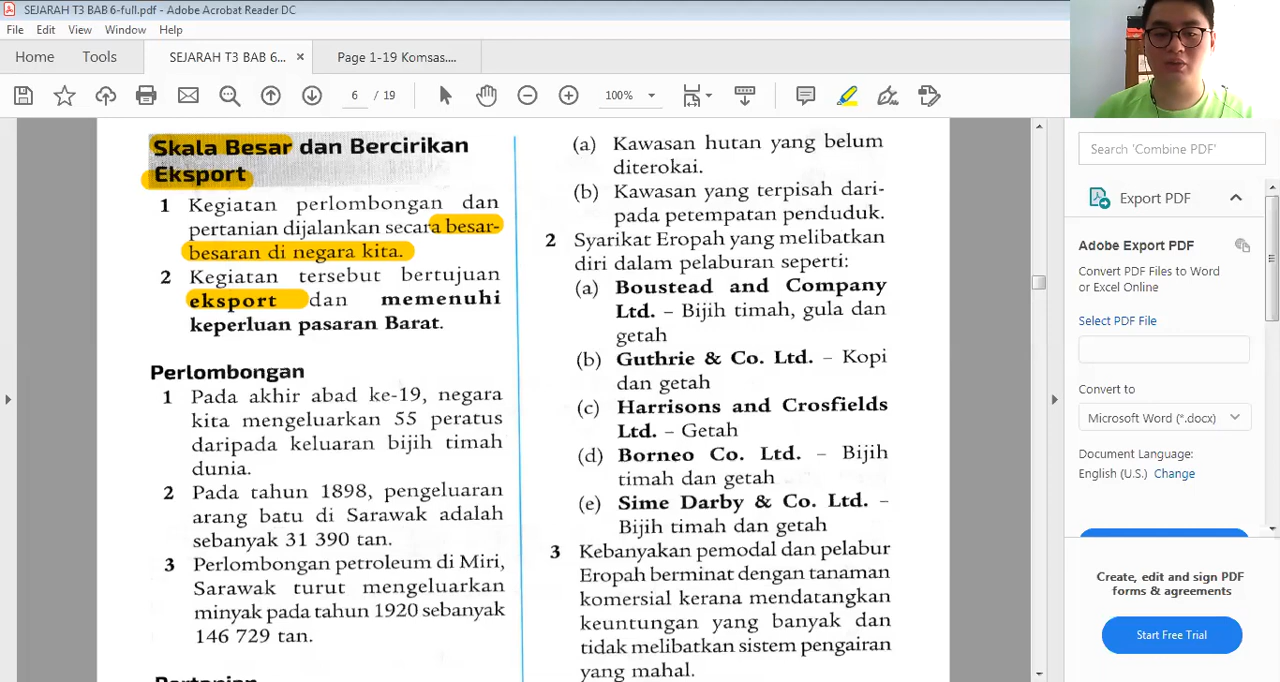 SEJARAH T3 BAB 6-full.pdf - Adobe Acrobat Reader DC
File Edit View Window Help
Home Tools SEJARAH T3 BAB 6... × Page 1-19 Komsas....
6 / 19 100%
Skala Besar dan Bercirikan
Eksport
1 Kegiatan perlombongan dan
pertanian dijalankan secara besar-
besaran di negara kita.
2 Kegiatan tersebut bertujuan
eksport dan memenuhi
keperluan pasaran Barat.
Perlombongan
1 Pada akhir abad ke-19, negara
kita mengeluarkan 55 peratus
daripada keluaran bijih timah
dunia.
2 Pada tahun 1898, pengeluaran
arang batu di Sarawak adalah
sebanyak 31 390 tan.
3 Perlombongan petroleum di Miri,
Sarawak turut mengeluarkan
minyak pada tahun 1920 sebanyak
146 729 tan.
Pertanian
(a) Kawasan hutan yang belum
diterokai.
(b) Kawasan yang terpisah dari-
pada petempatan penduduk.
2 Syarikat Eropah yang melibatkan
diri dalam pelaburan seperti:
(a) Boustead and Company
Ltd. – Bijih timah, gula dan
getah
(b) Guthrie & Co. Ltd. – Kopi
dan getah
(c) Harrisons and Crosfields
Ltd. – Getah
(d) Borneo Co. Ltd. – Bijih
timah dan getah
(e) Sime Darby & Co. Ltd. –
Bijih timah dan getah
3 Kebanyakan pemodal dan pelabur
Eropah berminat dengan tanaman
komersial kerana mendatangkan
keuntungan yang banyak dan
tidak melibatkan sistem pengairan
yang mahal.
Search 'Combine PDF'
Export PDF
Adobe Export PDF
Convert PDF Files to Word
or Excel Online
Select PDF File
Convert to
Microsoft Word (*.docx)
Document Language:
English (U.S.) Change
Create, edit and sign PDF
forms & agreements
Start Free Trial